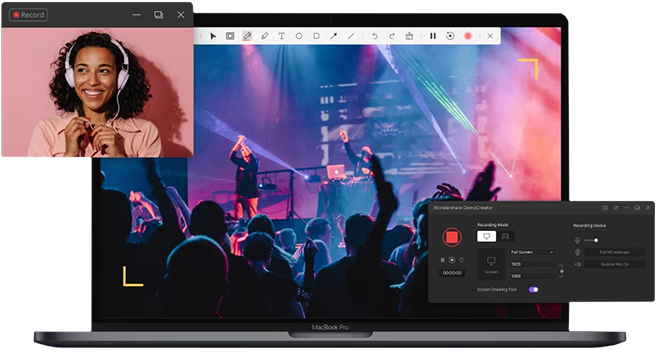 Record
T
Wondershare DemoCreator
Recording Mode
Recording Device
Full Screen
1920
Screen
1080
Full HD webcam
System Mic On
00:00:00
Screen Drawing Tool
MacBook Pro